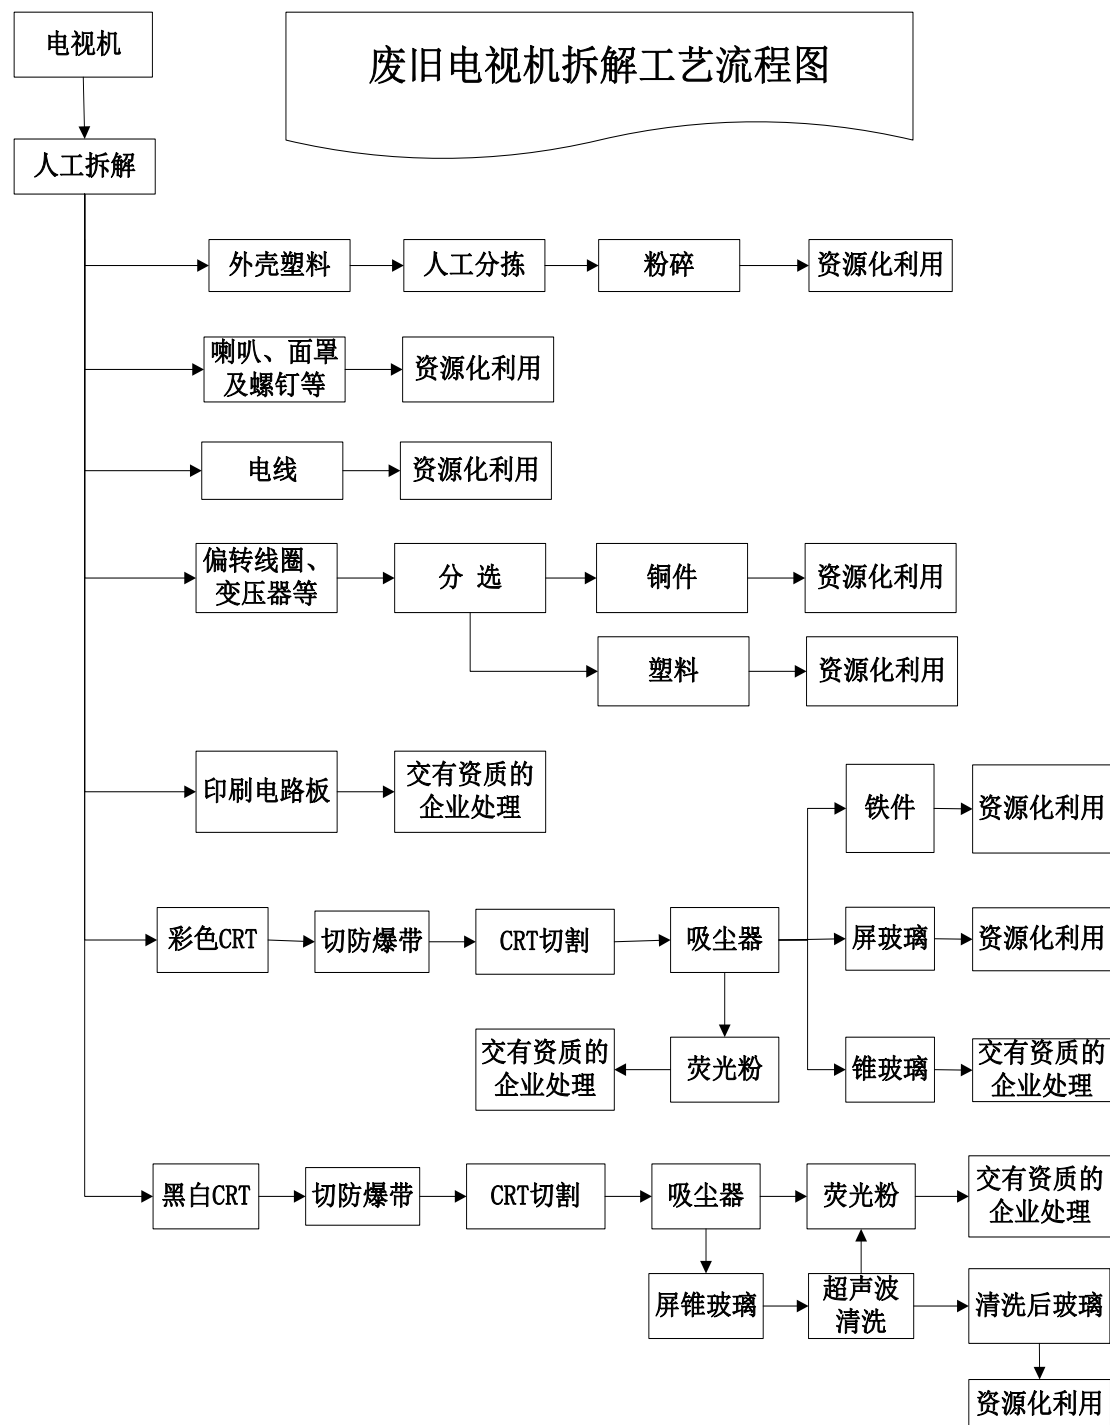 电视机
废旧电视机拆解工艺流程图
人工拆解
外壳塑料
人工分拣
粉碎
资源化利用
喇叭、面罩
及螺钉等
资源化利用
电线
资源化利用
偏转线圈、
变压器等
分 选
铜件
资源化利用
塑料
资源化利用
印刷电路板
交有资质的
企业处理
铁件
资源化利用
彩色CRT
切防爆带
CRT切割
吸尘器
屏玻璃
资源化利用
交有资质的
企业处理
荧光粉
锥玻璃
交有资质的
企业处理
黑白CRT
切防爆带
CRT切割
吸尘器
荧光粉
交有资质的
企业处理
屏锥玻璃
超声波
清洗
清洗后玻璃
资源化利用